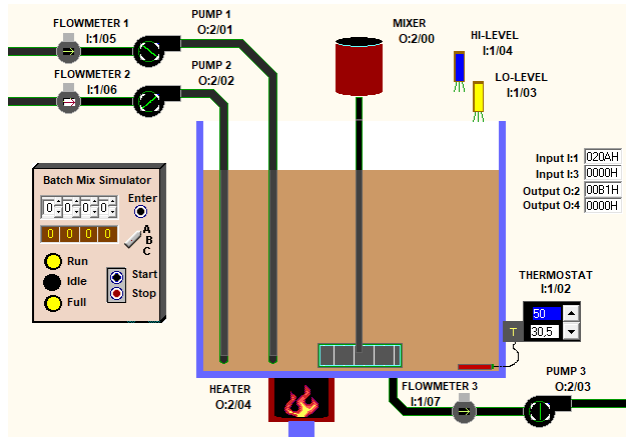 FLOWMETER 1
I:1/05
PUMP 1
O:2/01
MIXER
O:2/00
HI-LEVEL
I:1/04
FLOWMETER 2
I:1/06
PUMP 2
O:2/02
LO-LEVEL
I:1/03
Input I:1 020AH
Input I:3 0000H
Output O:2 00B1H
Output O:4 0000H
Batch Mix Simulator
Enter
0 0 0 0
0 0 0 0
A
B
C
Run
Idle
Full
Start
Stop
THERMOSTAT
I:1/02
50
T 30,5
HEATER
O:2/04
FLOWMETER 3
I:1/07
PUMP 3
O:2/03